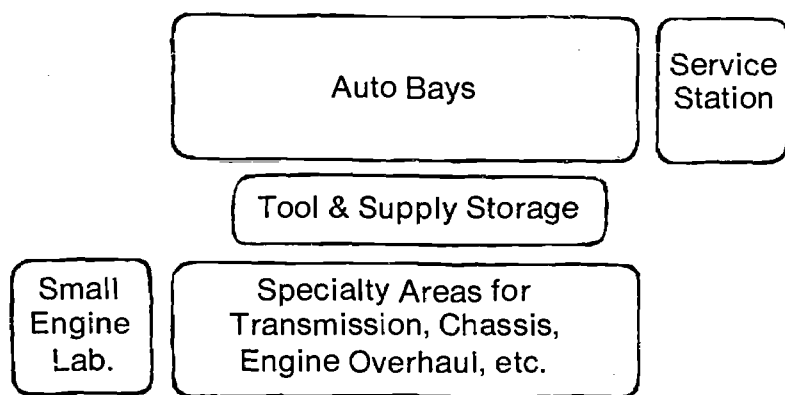 Auto Bays
Service
Station
Tool & Supply Storage
Small
Engine
Lab.
Specialty Areas for
Transmission, Chassis,
Engine Overhaul, etc.